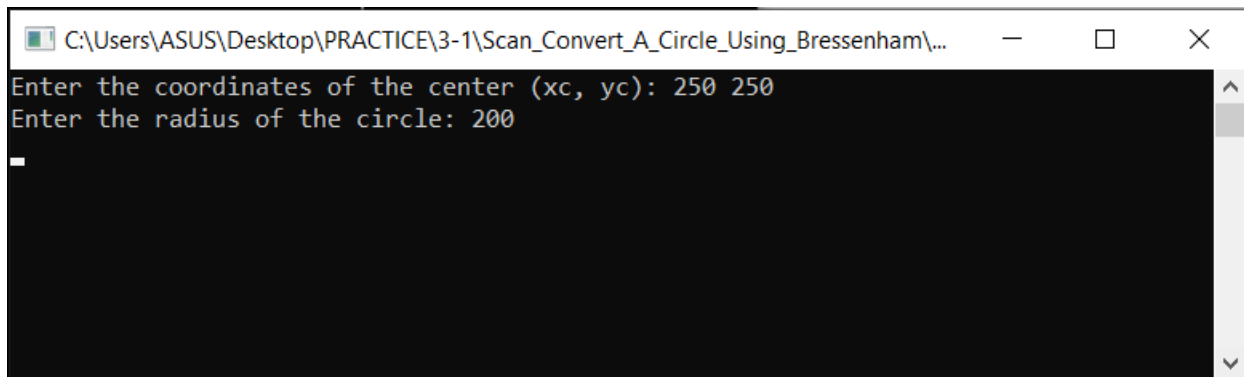 C:\Users\ASUS\Desktop\PRACTICE\3-1\Scan_Convert_A_Circle_Using_Bressenham\...
Enter the coordinates of the center (xc, yc): 250 250
Enter the radius of the circle: 200